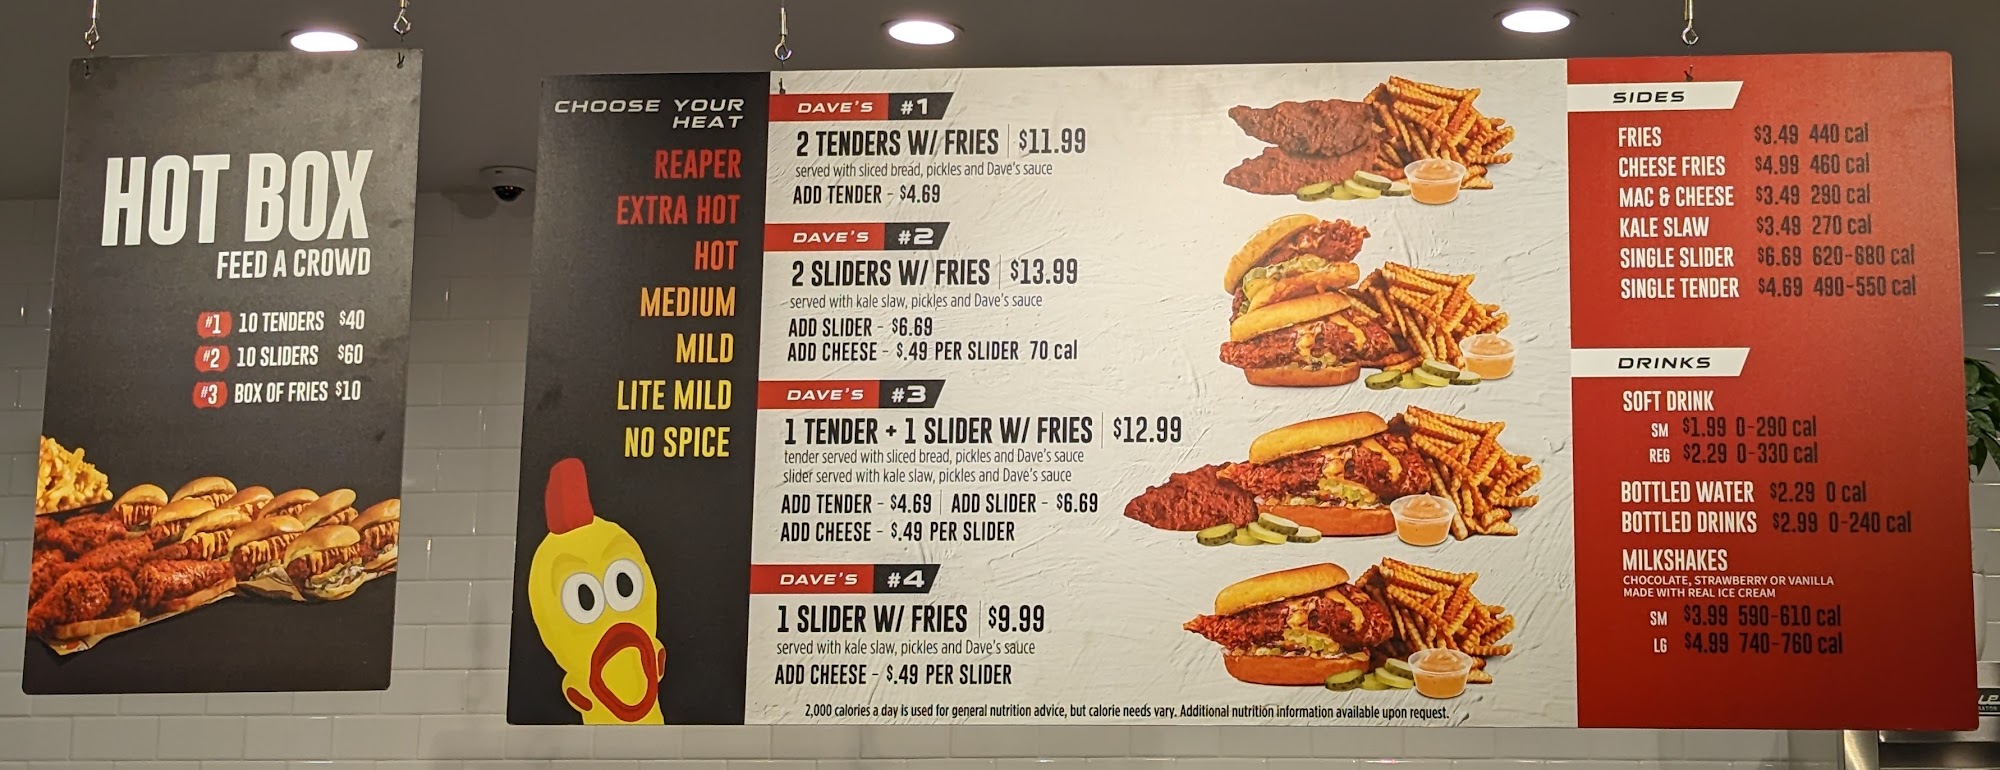 HOT BOX
FEED A CROWD
#1 10 TENDERS $40
#2 10 SLIDERS $60
#3 BOX OF FRIES $10
CHOOSE YOUR
HEAT
REAPER
EXTRA HOT
HOT
MEDIUM
MILD
LITE MILD
NO SPICE
DAVE'S #1
2 TENDERS W/ FRIES | $11.99
served with sliced bread, pickles and Dave's sauce
ADD TENDER - $4.69
DAVE'S #2
2 SLIDERS W/ FRIES | $13.99
served with kale slaw, pickles and Dave's sauce
ADD SLIDER - $6.69
ADD CHEESE - $.49 PER SLIDER 70 cal
DAVE'S #3
1 TENDER + 1 SLIDER W/ FRIES | $12.99
tender served with sliced bread, pickles and Dave's sauce
slider served with kale slaw, pickles and Dave's sauce
ADD TENDER - $4.69 | ADD SLIDER - $6.69
ADD CHEESE - $.49 PER SLIDER
DAVE'S #4
1 SLIDER W/ FRIES | $9.99
served with kale slaw, pickles and Dave's sauce
ADD CHEESE - $.49 PER SLIDER
2,000 calories a day is used for general nutrition advice, but calorie needs vary. Additional nutrition information available upon request.
SIDES
FRIES $3.49 440 cal
CHEESE FRIES $4.99 460 cal
MAC & CHEESE $3.49 290 cal
KALE SLAW $3.49 270 cal
SINGLE SLIDER $6.69 620-680 cal
SINGLE TENDER $4.69 490-550 cal
DRINKS
SOFT DRINK
SM $1.99 0-290 cal
REG $2.29 0-330 cal
BOTTLED WATER $2.29 0 cal
BOTTLED DRINKS $2.99 0-240 cal
MILKSHAKES
CHOCOLATE, STRAWBERRY OR VANILLA
MADE WITH REAL ICE CREAM
SM $3.99 590-610 cal
LG $4.99 740-760 cal